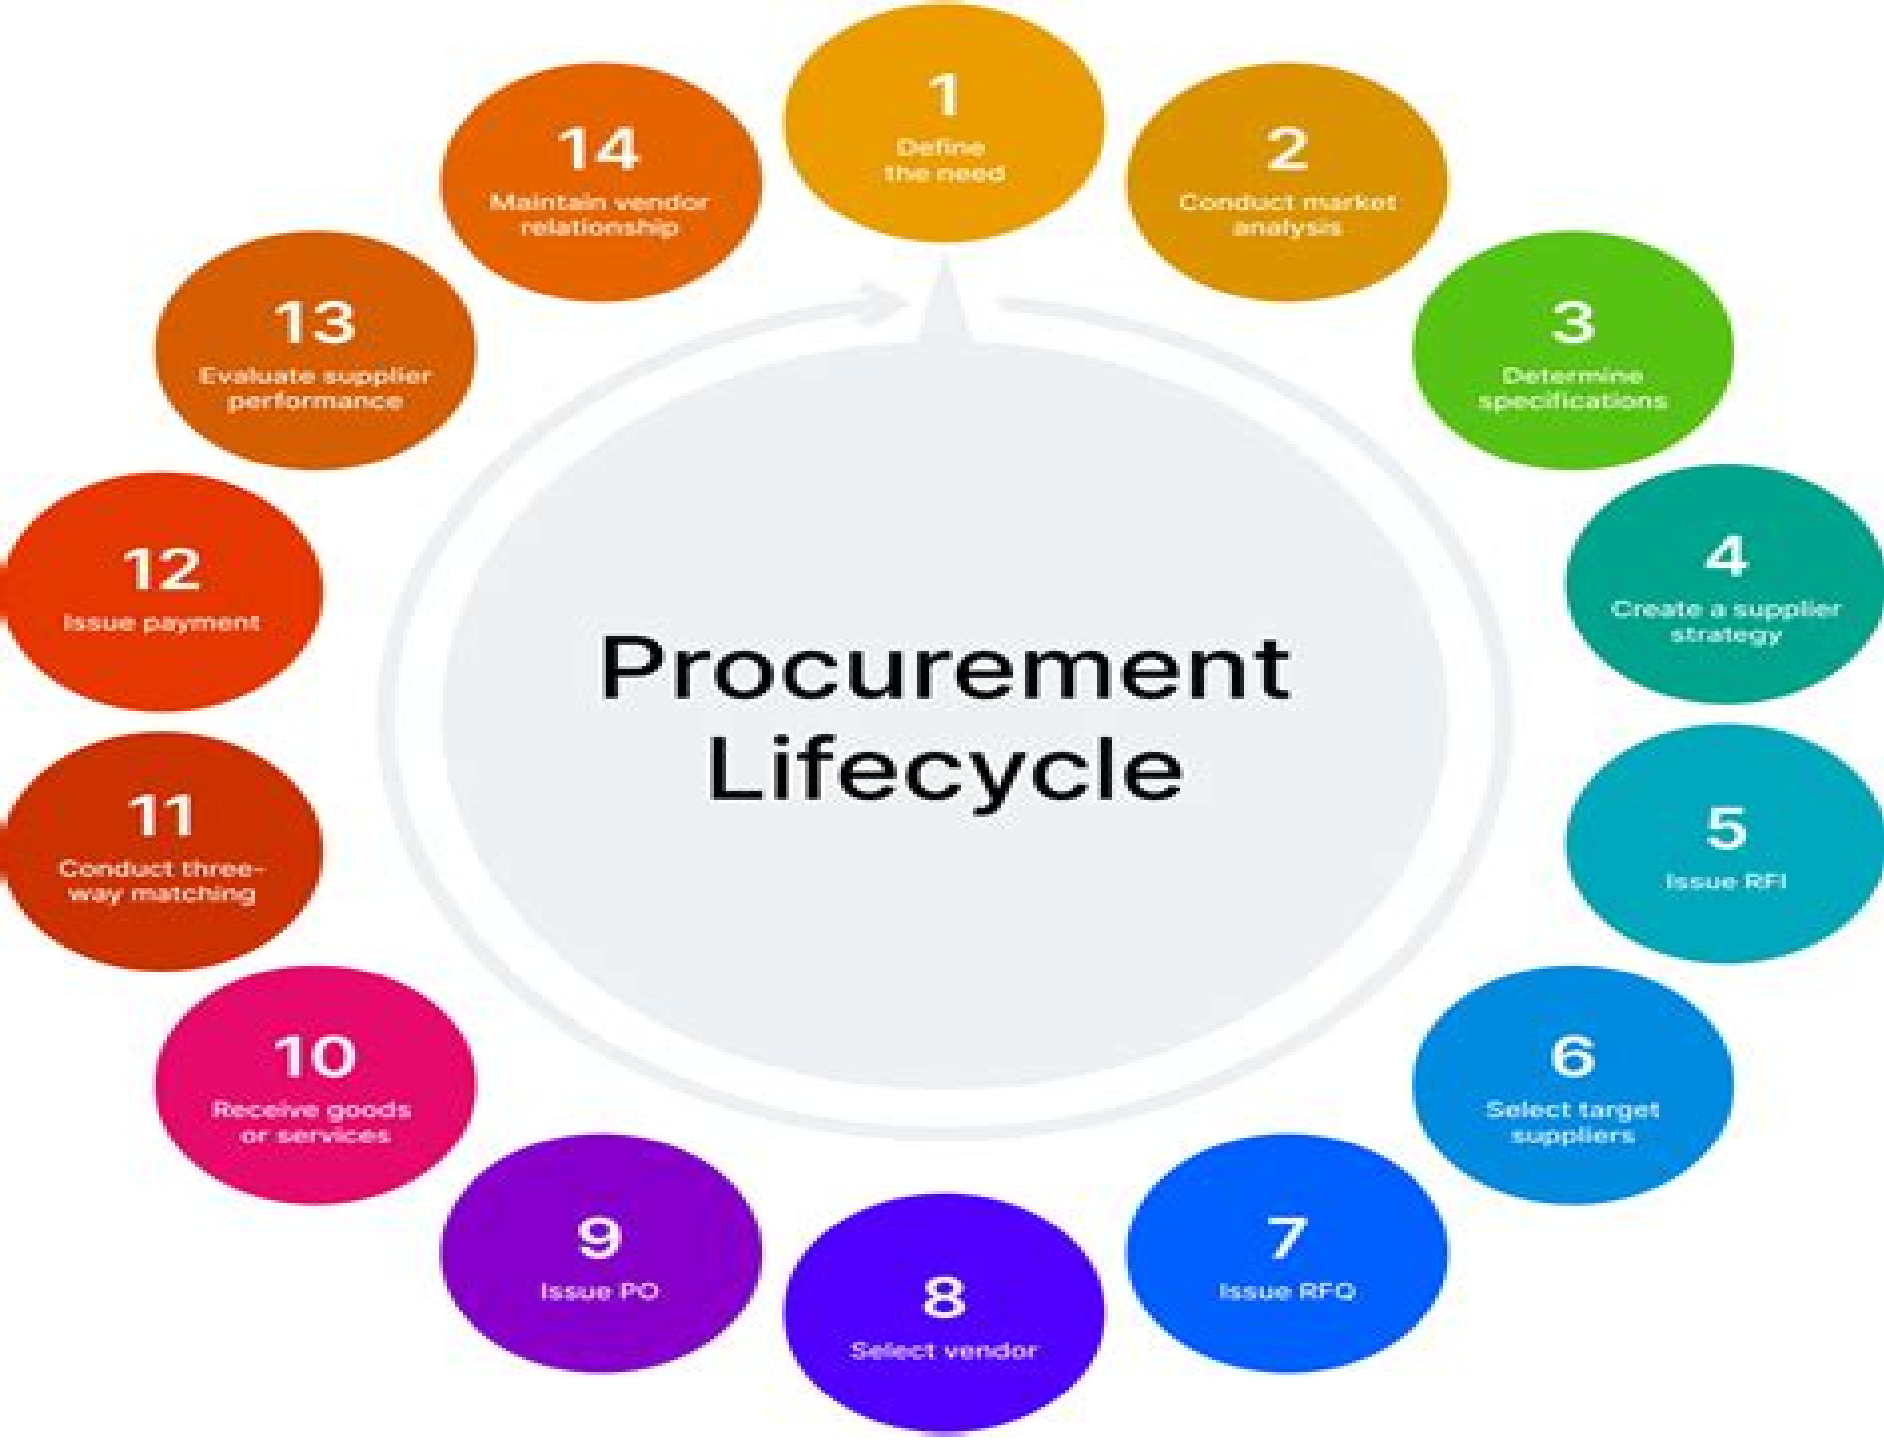 Procurement
Lifecycle
1
Define
the need
2
Conduct market
analysis
3
Determine
specifications
4
Create a supplier
strategy
5
Issue RFI
6
Select target
suppliers
7
Issue RFQ
8
Select vendor
9
Issue PO
10
Receive goods
or services
11
Conduct three-
way matching
12
Issue payment
13
Evaluate supplier
performance
14
Maintain vendor
relationship